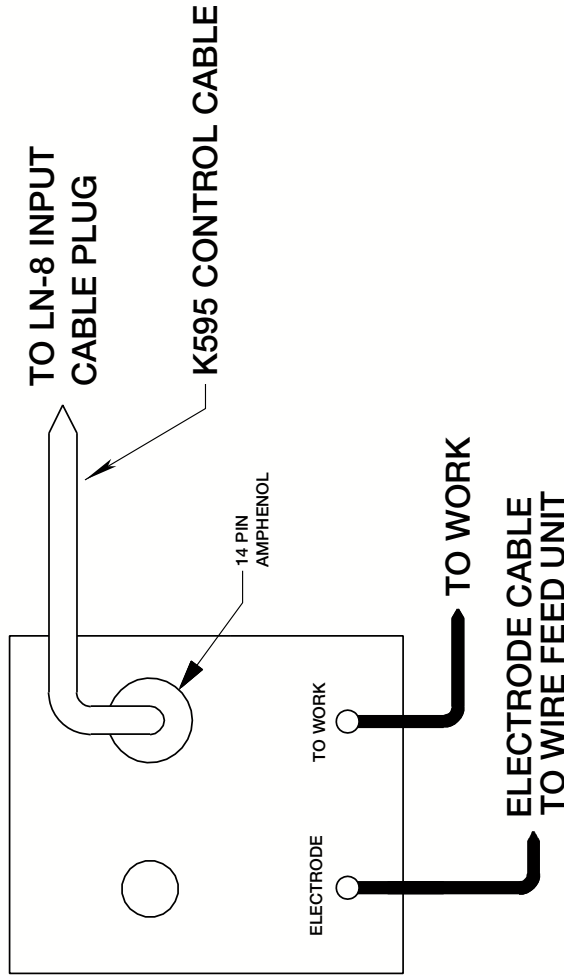 TO LN-8 INPUT
CABLE PLUG
K595 CONTROL CABLE
14 PIN
AMPHENOL
TO WORK
TO WORK
ELECTRODE
ELECTRODE CABLE
TO WIRE FEED UNIT